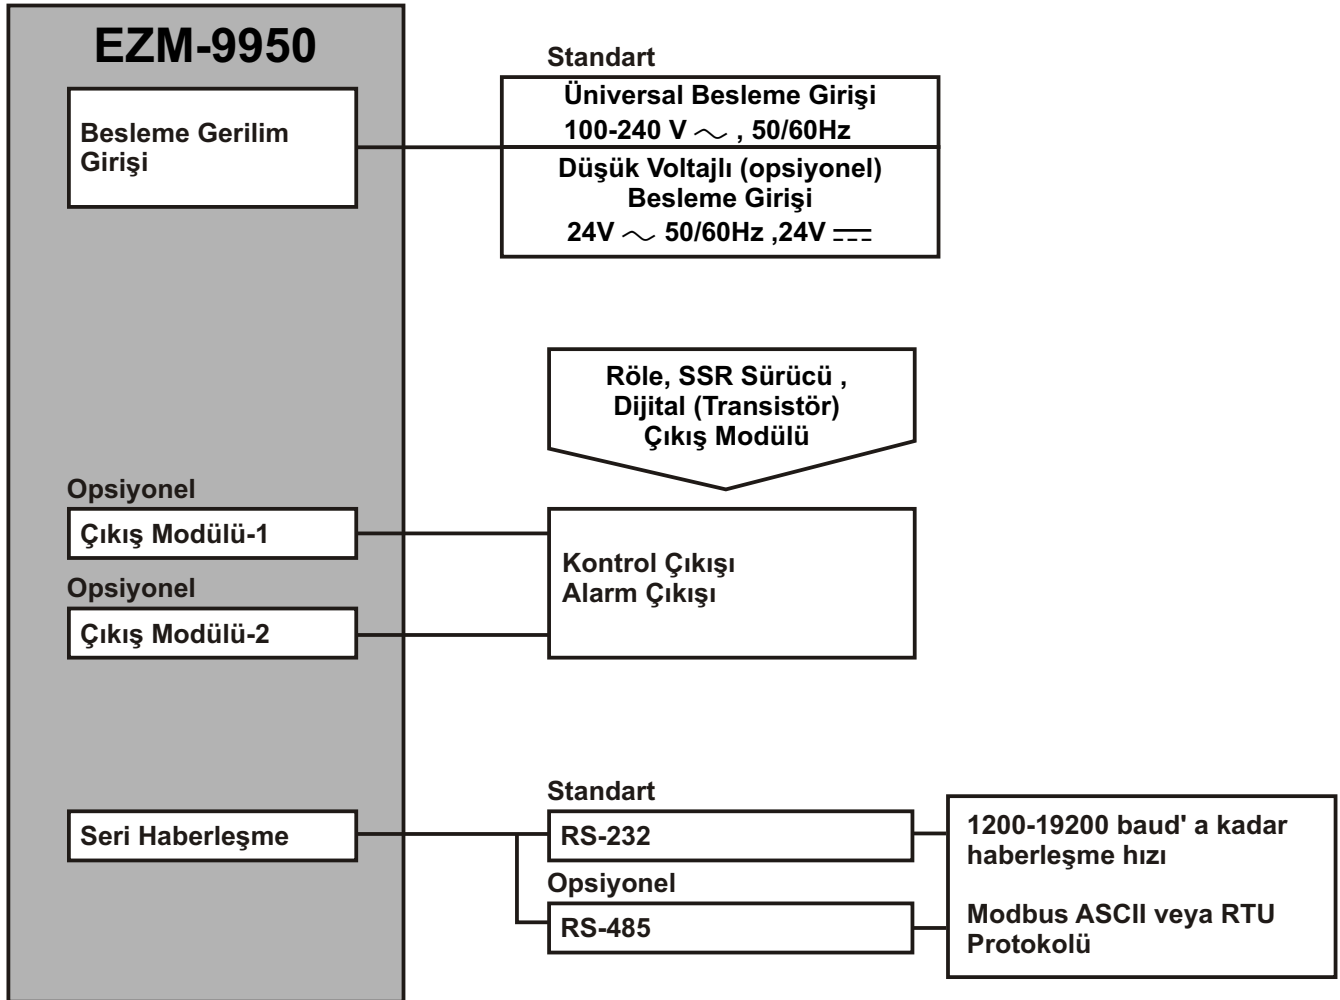 EZM-9950
Besleme Gerilim
Girişi
Standart
Üniversal Besleme Girişi
100-240 V ~ , 50/60Hz
Düşük Voltajlı (opsiyonel)
Besleme Girişi
24V ~ 50/60Hz ,24V ⎓
Röle, SSR Sürücü ,
Dijital (Transistör)
Çıkış Modülü
Opsiyonel
Çıkış Modülü-1
Opsiyonel
Çıkış Modülü-2
Kontrol Çıkışı
Alarm Çıkışı
Seri Haberleşme
Standart
RS-232
Opsiyonel
RS-485
1200-19200 baud' a kadar
haberleşme hızı
Modbus ASCII veya RTU
Protokolü